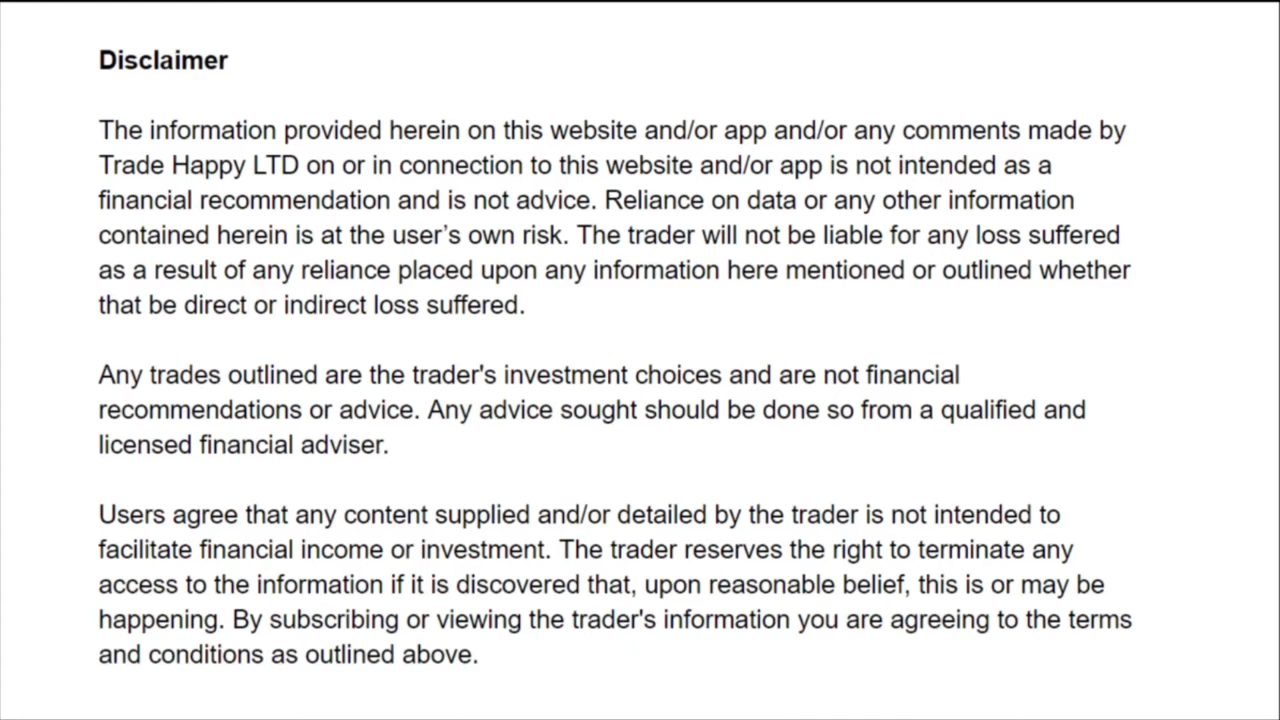 Disclaimer
The information provided herein on this website and/or app and/or any comments made by
Trade Happy LTD on or in connection to this website and/or app is not intended as a
financial recommendation and is not advice. Reliance on data or any other information
contained herein is at the user’s own risk. The trader will not be liable for any loss suffered
as a result of any reliance placed upon any information here mentioned or outlined whether
that be direct or indirect loss suffered.
Any trades outlined are the trader's investment choices and are not financial
recommendations or advice. Any advice sought should be done so from a qualified and
licensed financial adviser.
Users agree that any content supplied and/or detailed by the trader is not intended to
facilitate financial income or investment. The trader reserves the right to terminate any
access to the information if it is discovered that, upon reasonable belief, this is or may be
happening. By subscribing or viewing the trader's information you are agreeing to the terms
and conditions as outlined above.